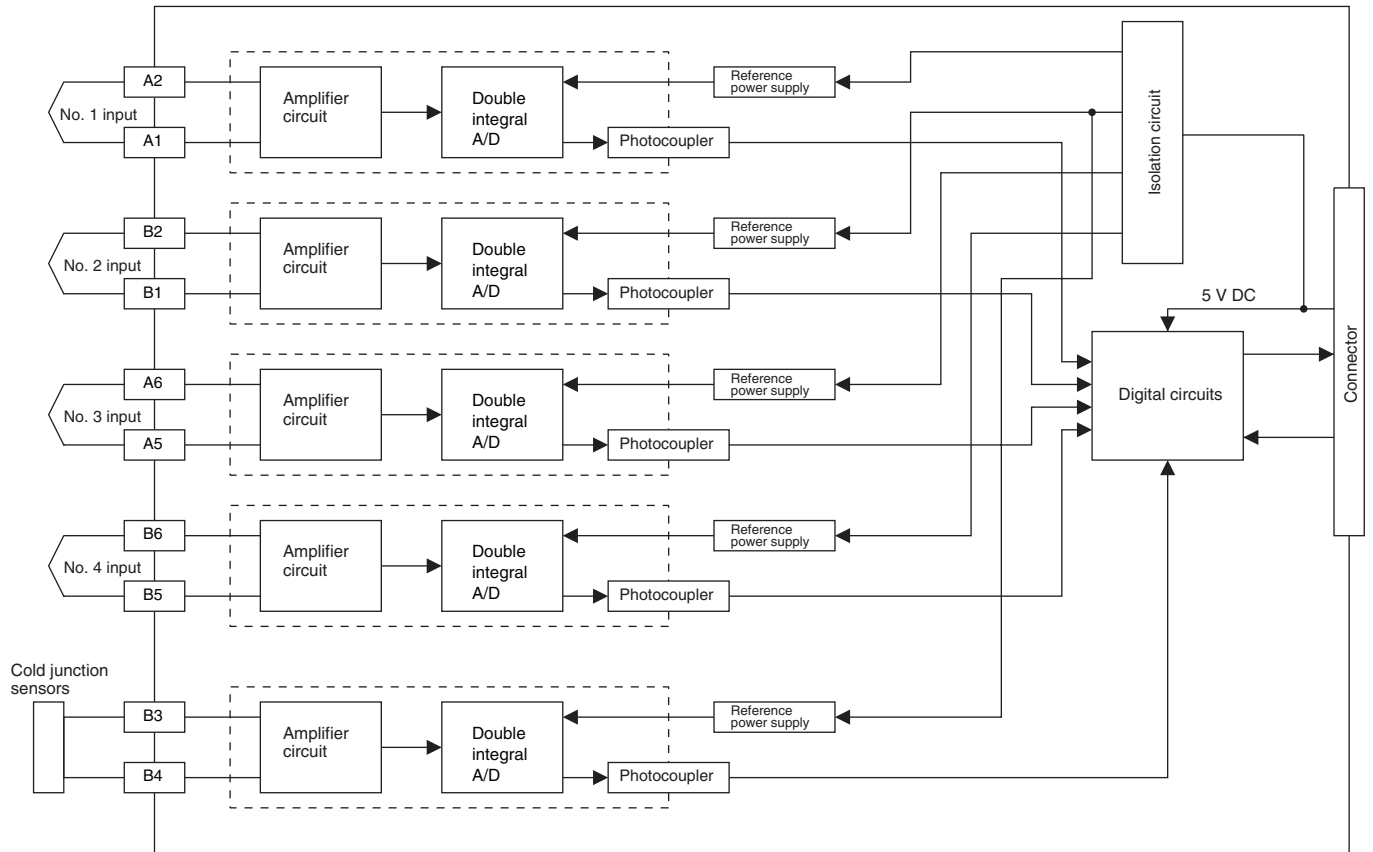 A2
No. 1 input
A1
Amplifier
circuit
Double
integral
A/D
Reference
power supply
Photocoupler
Isolation circuit
B2
No. 2 input
B1
Amplifier
circuit
Double
integral
A/D
Reference
power supply
Photocoupler
5 V DC
Connector
A6
No. 3 input
A5
Amplifier
circuit
Double
integral
A/D
Reference
power supply
Photocoupler
Digital circuits
B6
No. 4 input
B5
Amplifier
circuit
Double
integral
A/D
Reference
power supply
Photocoupler
Cold junction
sensors
B3
B4
Amplifier
circuit
Double
integral
A/D
Reference
power supply
Photocoupler